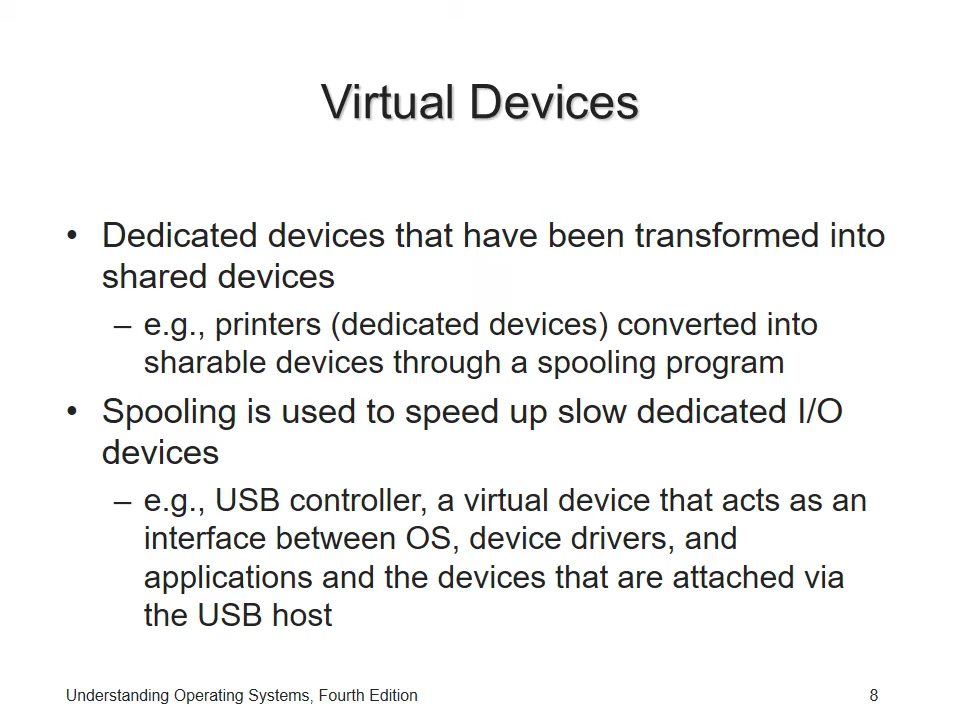 Virtual Devices
• Dedicated devices that have been transformed into
shared devices
– e.g., printers (dedicated devices) converted into
sharable devices through a spooling program
• Spooling is used to speed up slow dedicated I/O
devices
– e.g., USB controller, a virtual device that acts as an
interface between OS, device drivers, and
applications and the devices that are attached via
the USB host
Understanding Operating Systems, Fourth Edition 8